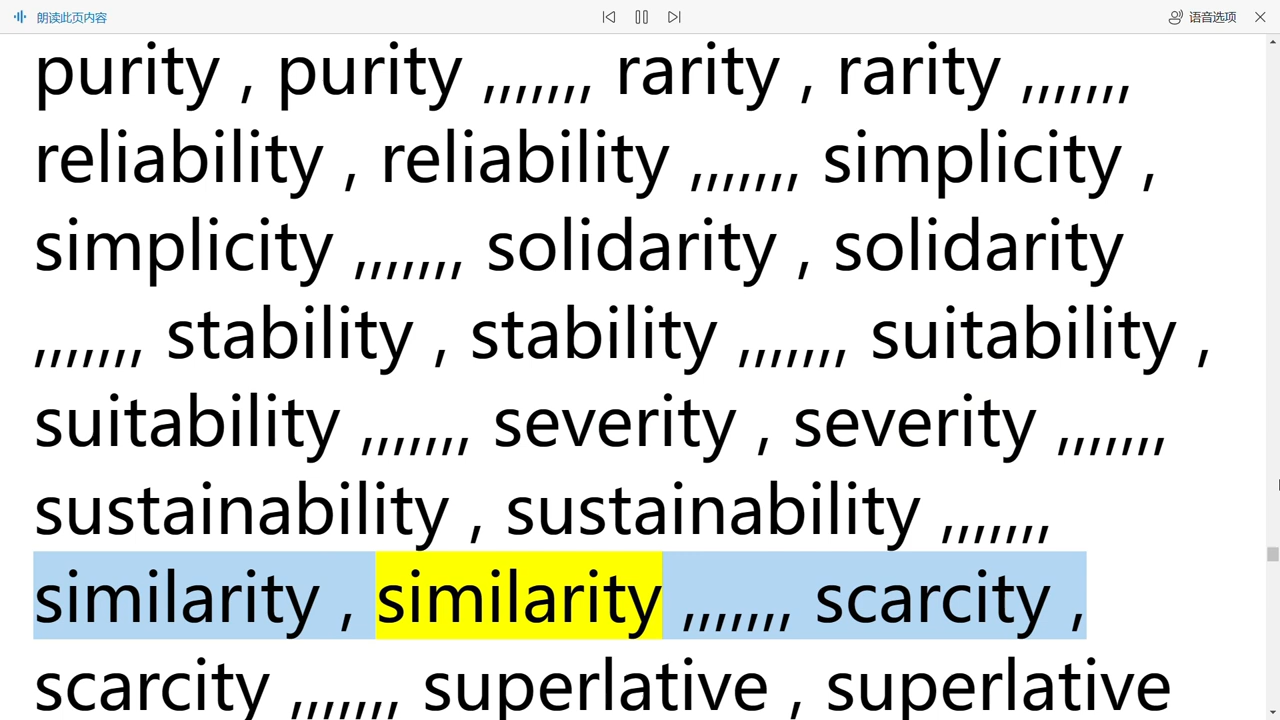 朗读此页内容
语音选项
purity , purity ,,,,,,, rarity , rarity ,,,,,,,
reliability , reliability ,,,,,,, simplicity ,
simplicity ,,,,,,, solidarity , solidarity
,,,,,,, stability , stability ,,,,,,, suitability ,
suitability ,,,,,,, severity , severity ,,,,,,,
sustainability , sustainability ,,,,,,,
similarity , similarity ,,,,,,, scarcity ,
scarcity ,,,,,,, superlative , superlative